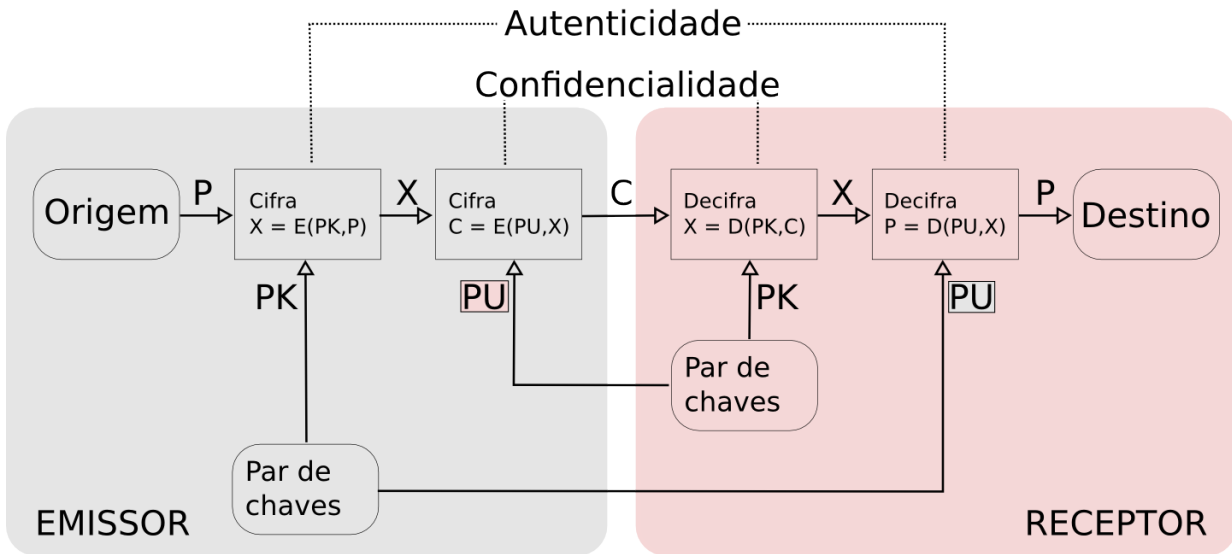 Autenticidade
Confidencialidade
Origem
P
Cifra
X = E(PK,P)
X
Cifra
C = E(PU,X)
C
Decifra
X = D(PK,C)
X
Decifra
P = D(PU,X)
P
Destino
PK
PU
PK
PU
Par de
chaves
Par de
chaves
EMISSOR
RECEPTOR